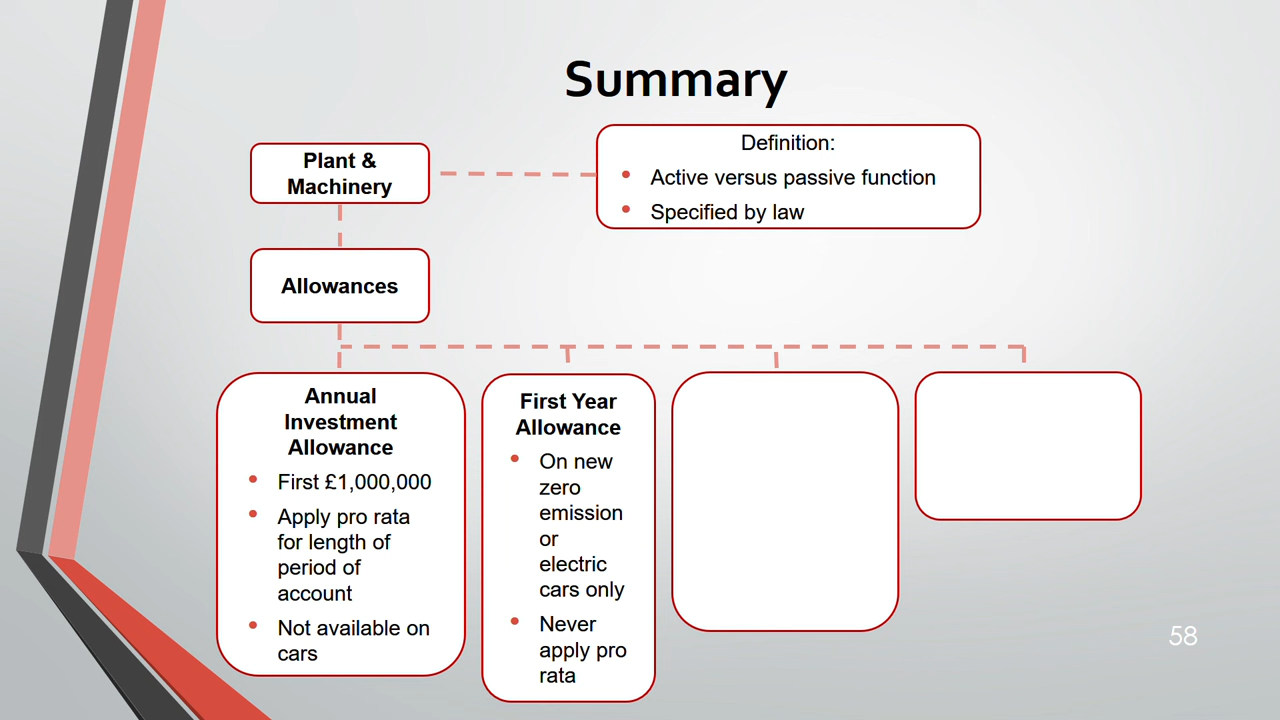 Summary
Plant &
Machinery
Definition:
• Active versus passive function
• Specified by law
Allowances
Annual
Investment
Allowance
• First £1,000,000
• Apply pro rata
for length of
period of
account
• Not available on
cars
First Year
Allowance
• On new
zero
emission
or
electric
cars only
• Never
apply pro
rata
58